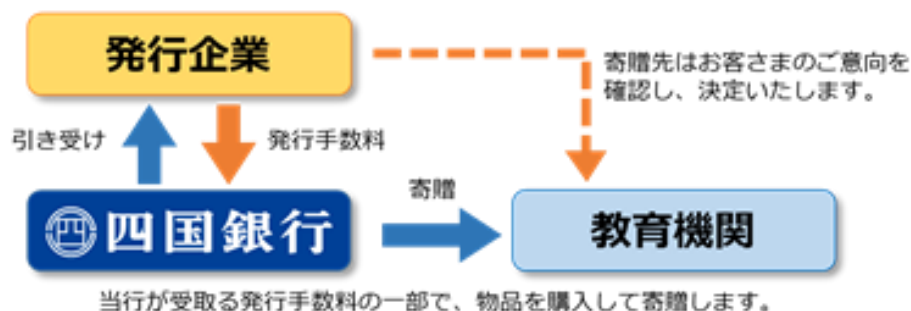 発行企業
寄贈先はお客さまのご意向を
確認し、決定いたします。
引き受け
発行手数料
四国銀行
寄贈
教育機関
当行が受取る発行手数料の一部で、物品を購入して寄贈します。